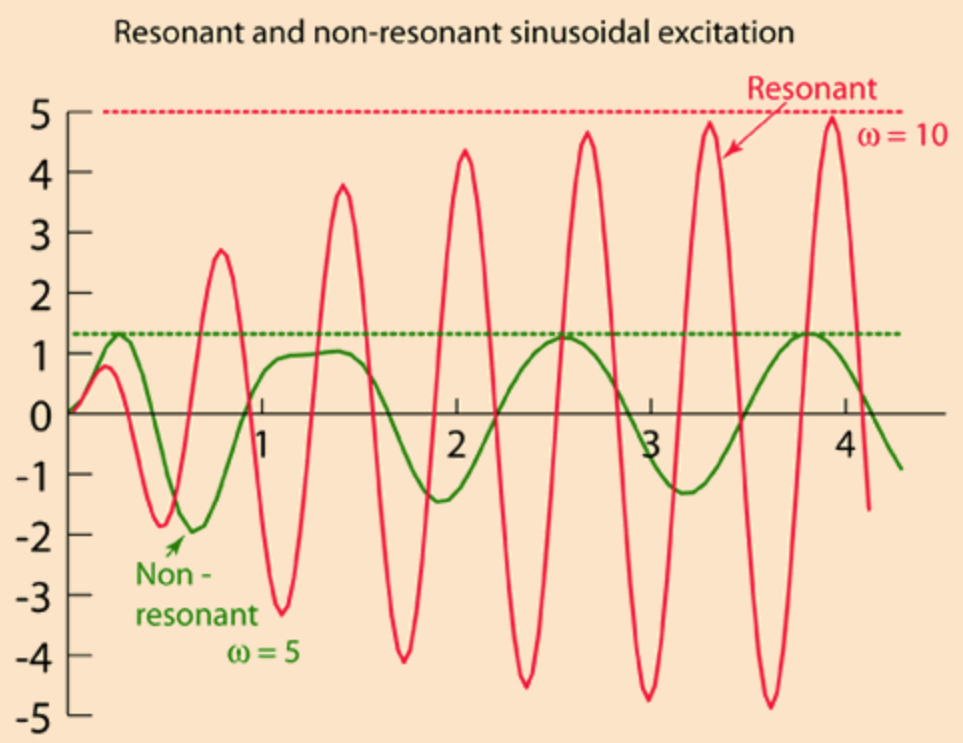 Resonant and non-resonant sinusoidal excitation
Resonant
ω = 10
5
4
3
2
1
0
-1
-2
-3
-4
-5
1
2
3
4
Non -
resonant
ω = 5